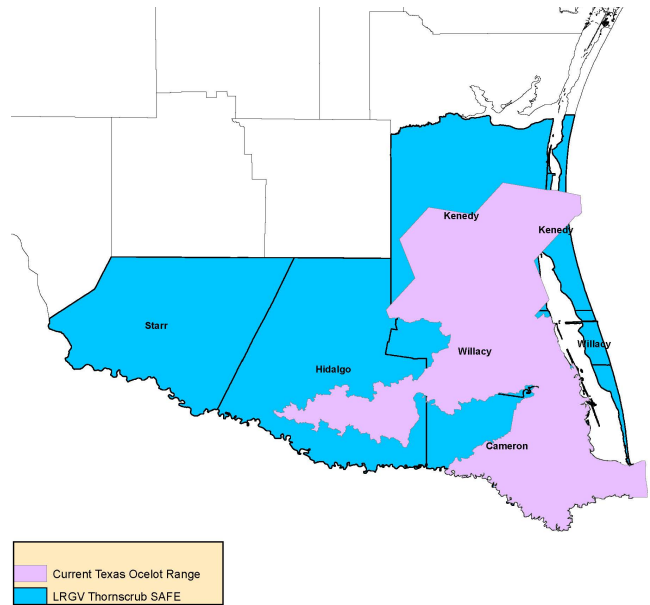 Kenedy
Kenedy
Starr
Willacy
Willacy
Hidalgo
Cameron
Current Texas Ocelot Range
LRGV Thornscrub SAFE